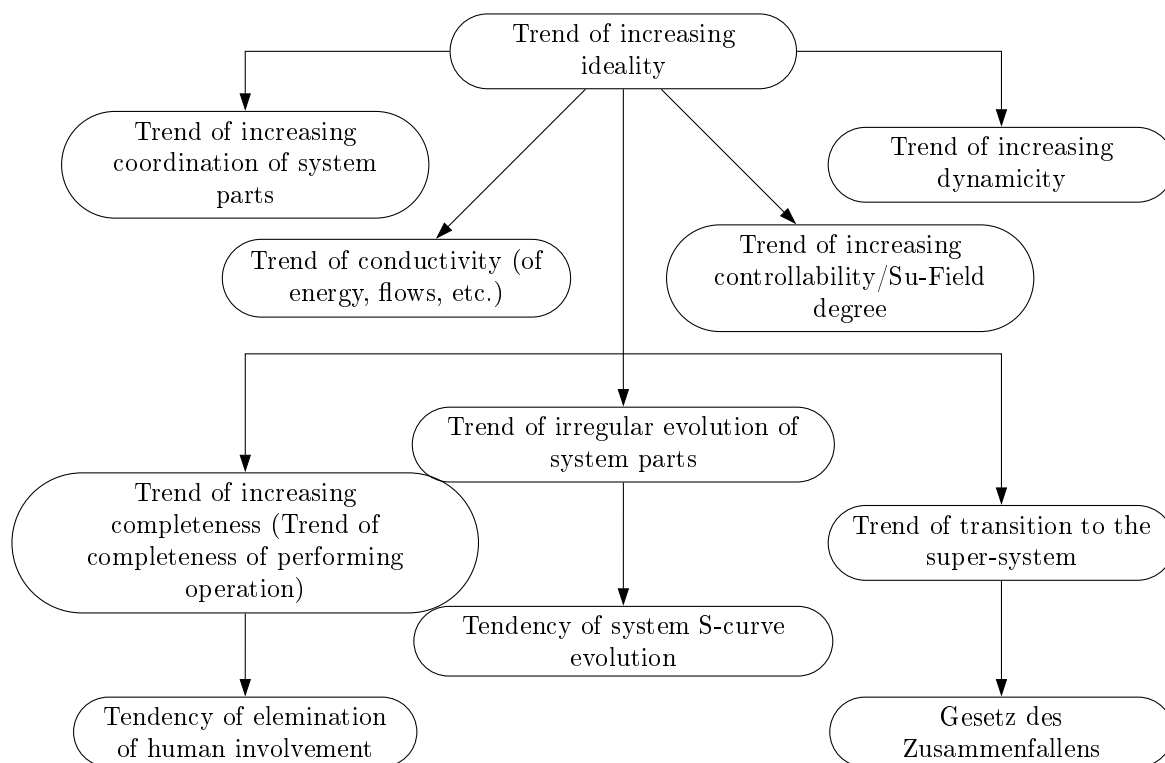 Trend of increasing
ideality
Trend of increasing
coordination of system
parts
Trend of increasing
dynamicity
Trend of conductivity (of
energy, flows, etc.)
Trend of increasing
controllability/Su-Field
degree
Trend of irregular evolution of
system parts
Trend of increasing
completeness (Trend of
completeness of performing
operation)
Trend of transition to the
super-system
Tendency of system S-curve
evolution
Tendency of elemination
of human involvement
Gesetz des
Zusammenfallens